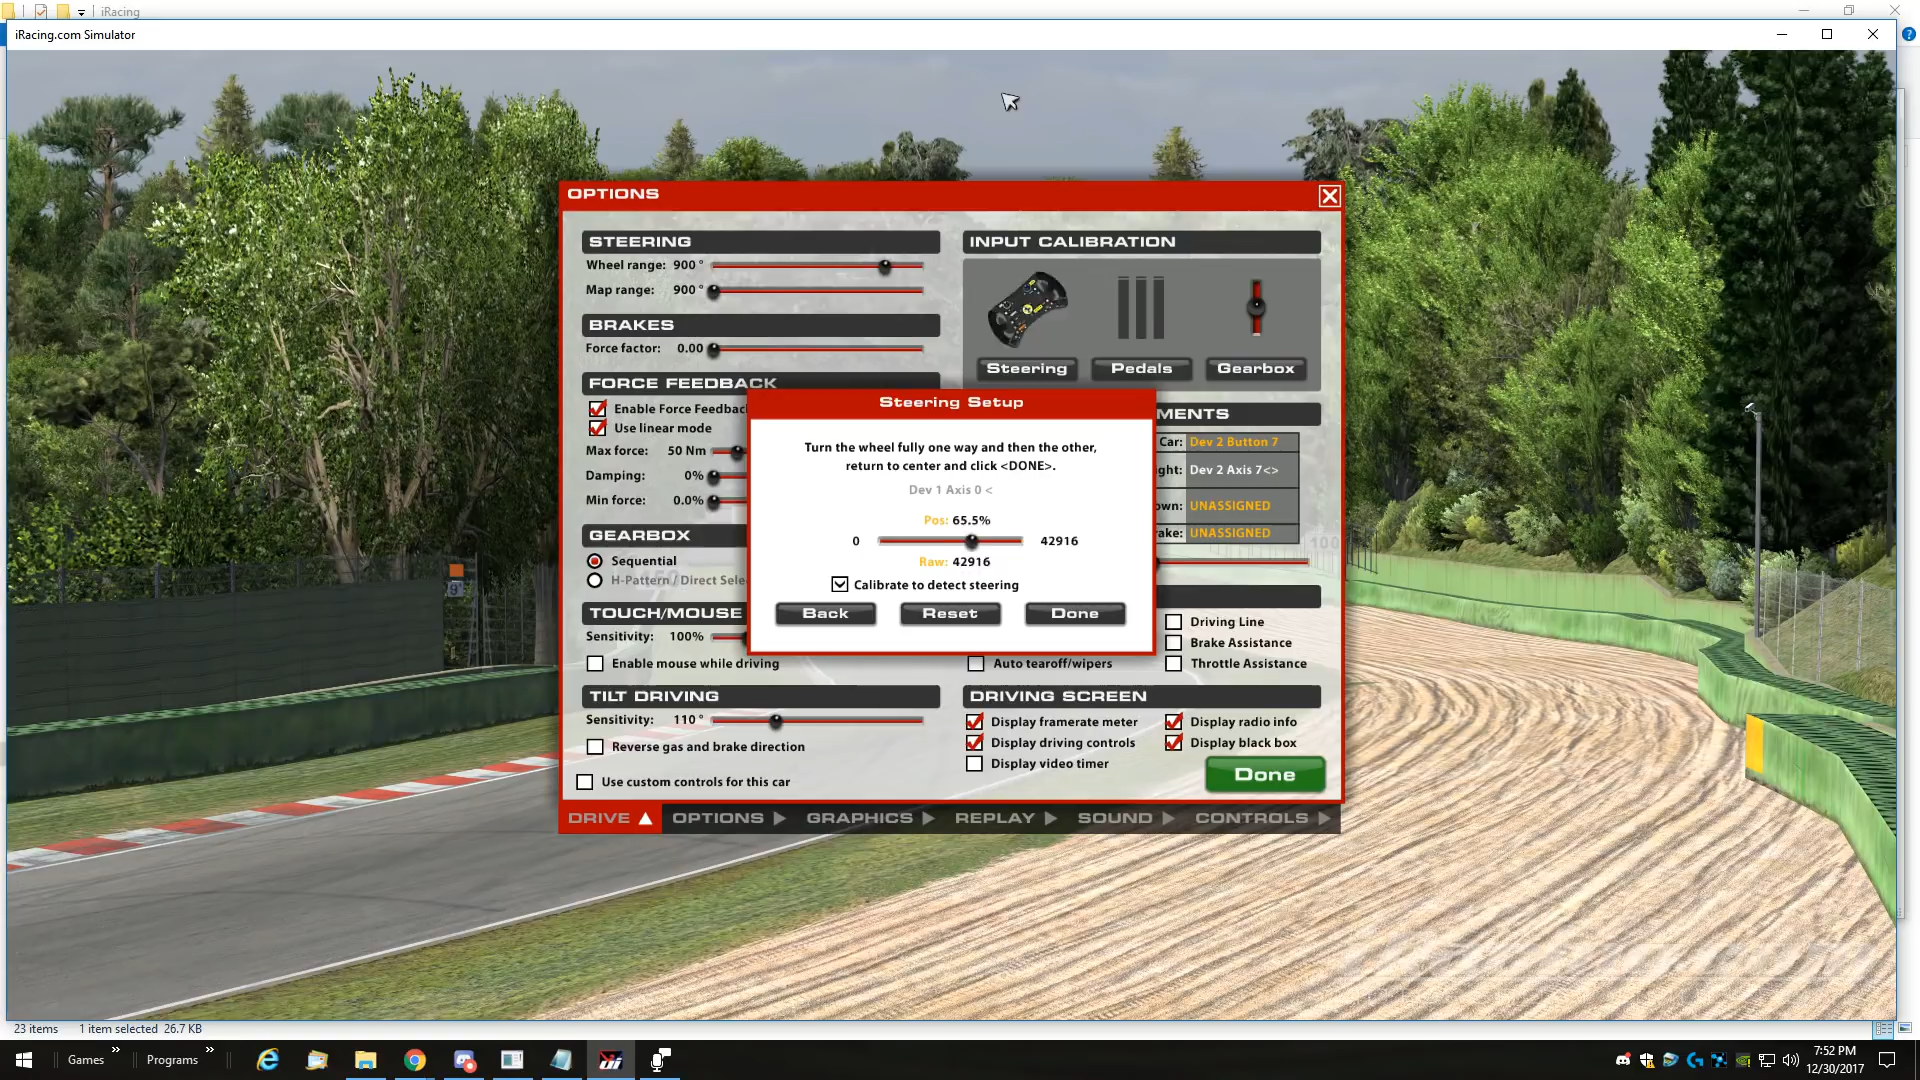 iRacing
iRacing.com Simulator
OPTIONS
STEERING
Wheel range: 900 °
Map range: 900 °
BRAKES
Force factor: 0.00
FORCE FEEDBACK
Enable Force Feedbac
Use linear mode
Max force: 50 Nm
Damping: 0%
Min force: 0.0%
GEARBOX
Sequential
H-Pattern / Direct Sele
TOUCH/MOUSE
Sensitivity: 100%
Enable mouse while driving
TILT DRIVING
Sensitivity: 110 °
Reverse gas and brake direction
Use custom controls for this car
INPUT CALIBRATION
Steering Pedals Gearbox
MENTS
Car: Dev 2 Button 7
ght: Dev 2 Axis 7<>
own: UNASSIGNED
ake: UNASSIGNED
Steering Setup
Turn the wheel fully one way and then the other,
return to center and click <DONE>.
Dev 1 Axis 0 <
Pos: 65.5%
0 42916
Raw: 42916
Calibrate to detect steering
Back Reset Done
Driving Line
Brake Assistance
Auto tearoff/wipers Throttle Assistance
DRIVING SCREEN
Display framerate meter Display radio info
Display driving controls Display black box
Display video timer
Done
DRIVE OPTIONS GRAPHICS REPLAY SOUND CONTROLS
100
23 items 1 item selected 26.7 KB
Games Programs
7:52 PM
12/30/2017